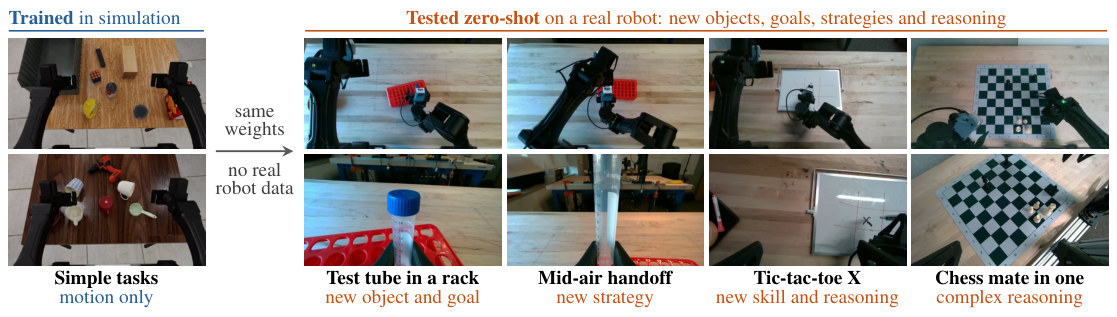 Trained in simulation
Tested zero-shot on a real robot: new objects, goals, strategies and reasoning
same
weights
no real
robot data
Simple tasks
motion only
Test tube in a rack
new object and goal
Mid-air handoff
new strategy
Tic-tac-toe X
new skill and reasoning
Chess mate in one
complex reasoning